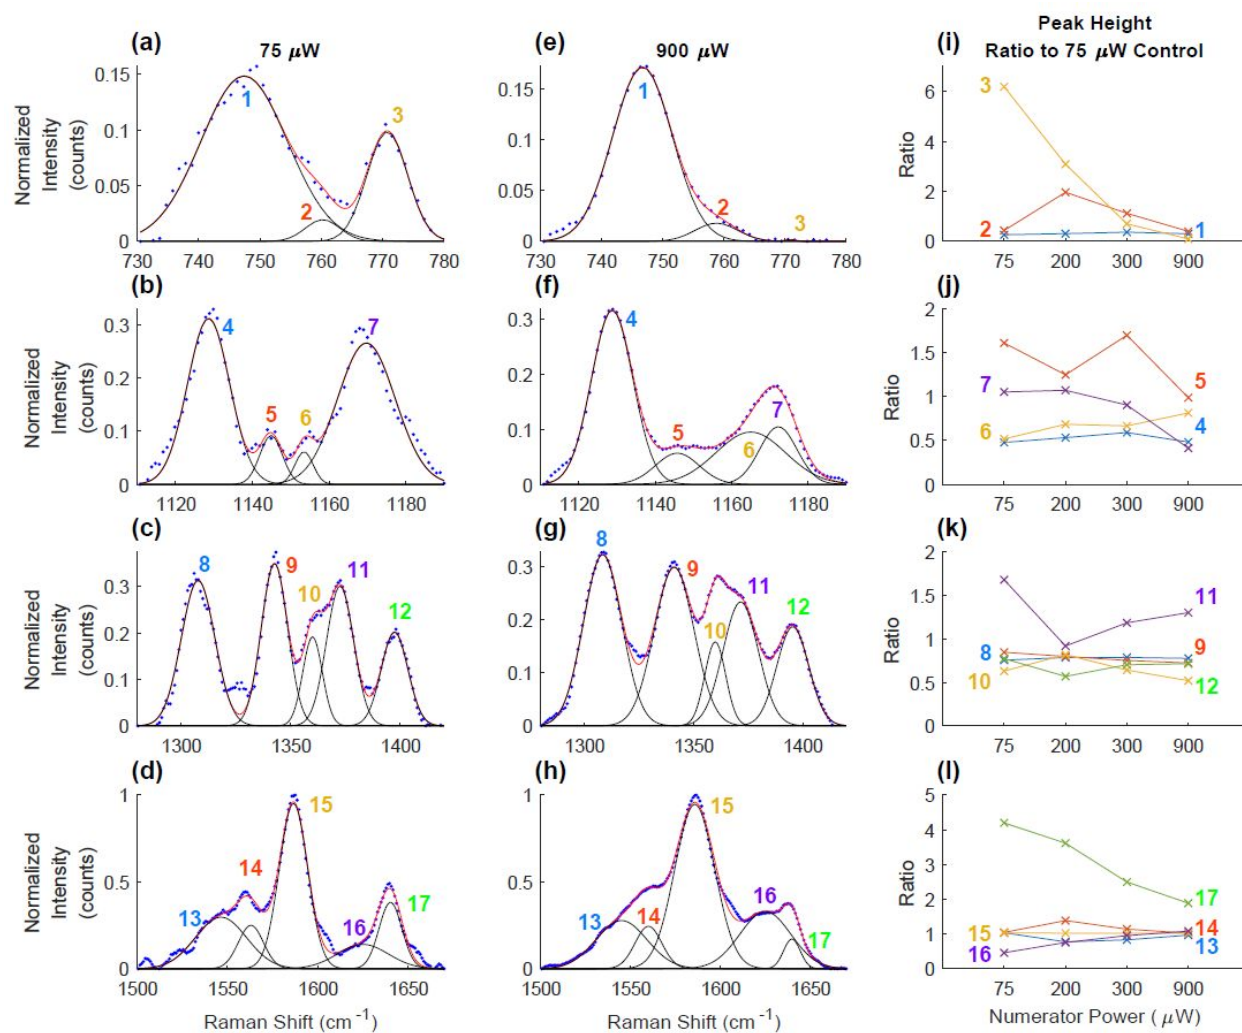 (a)
75 μW
Normalized
Intensity
(counts)
0.15
0.1
0.05
0
1
2
3
730 740 750 760 770 780
(e)
900 μW
0.15
0.1
0.05
0
1
2
3
730 740 750 760 770 780
Peak Height
Ratio to 75 μW Control
(i)
Ratio
6
4
2
0
3
2
1
75 200 300 900
(b)
Normalized
Intensity
(counts)
0.3
0.2
0.1
0
4
5
6
7
1120 1140 1160 1180
(f)
0.3
0.2
0.1
0
4
5
6
7
1120 1140 1160 1180
(j)
Ratio
2
1.5
1
0.5
0
7
6
5
4
75 200 300 900
(c)
Normalized
Intensity
(counts)
0.3
0.2
0.1
0
8
9
10
11
12
1300 1350 1400
(g)
0.3
0.2
0.1
0
8
9
10
11
12
1300 1350 1400
(k)
Ratio
2
1.5
1
0.5
0
8
10
11
9
12
75 200 300 900
(d)
Normalized
Intensity
(counts)
1
0.5
0
13
14
15
16
17
1500 1550 1600 1650
Raman Shift (cm-1)
(h)
1
0.5
0
13
14
15
16
17
1500 1550 1600 1650
Raman Shift (cm-1)
(l)
Ratio
5
4
3
2
1
0
15
16
17
14
13
75 200 300 900
Numerator Power ( μW)